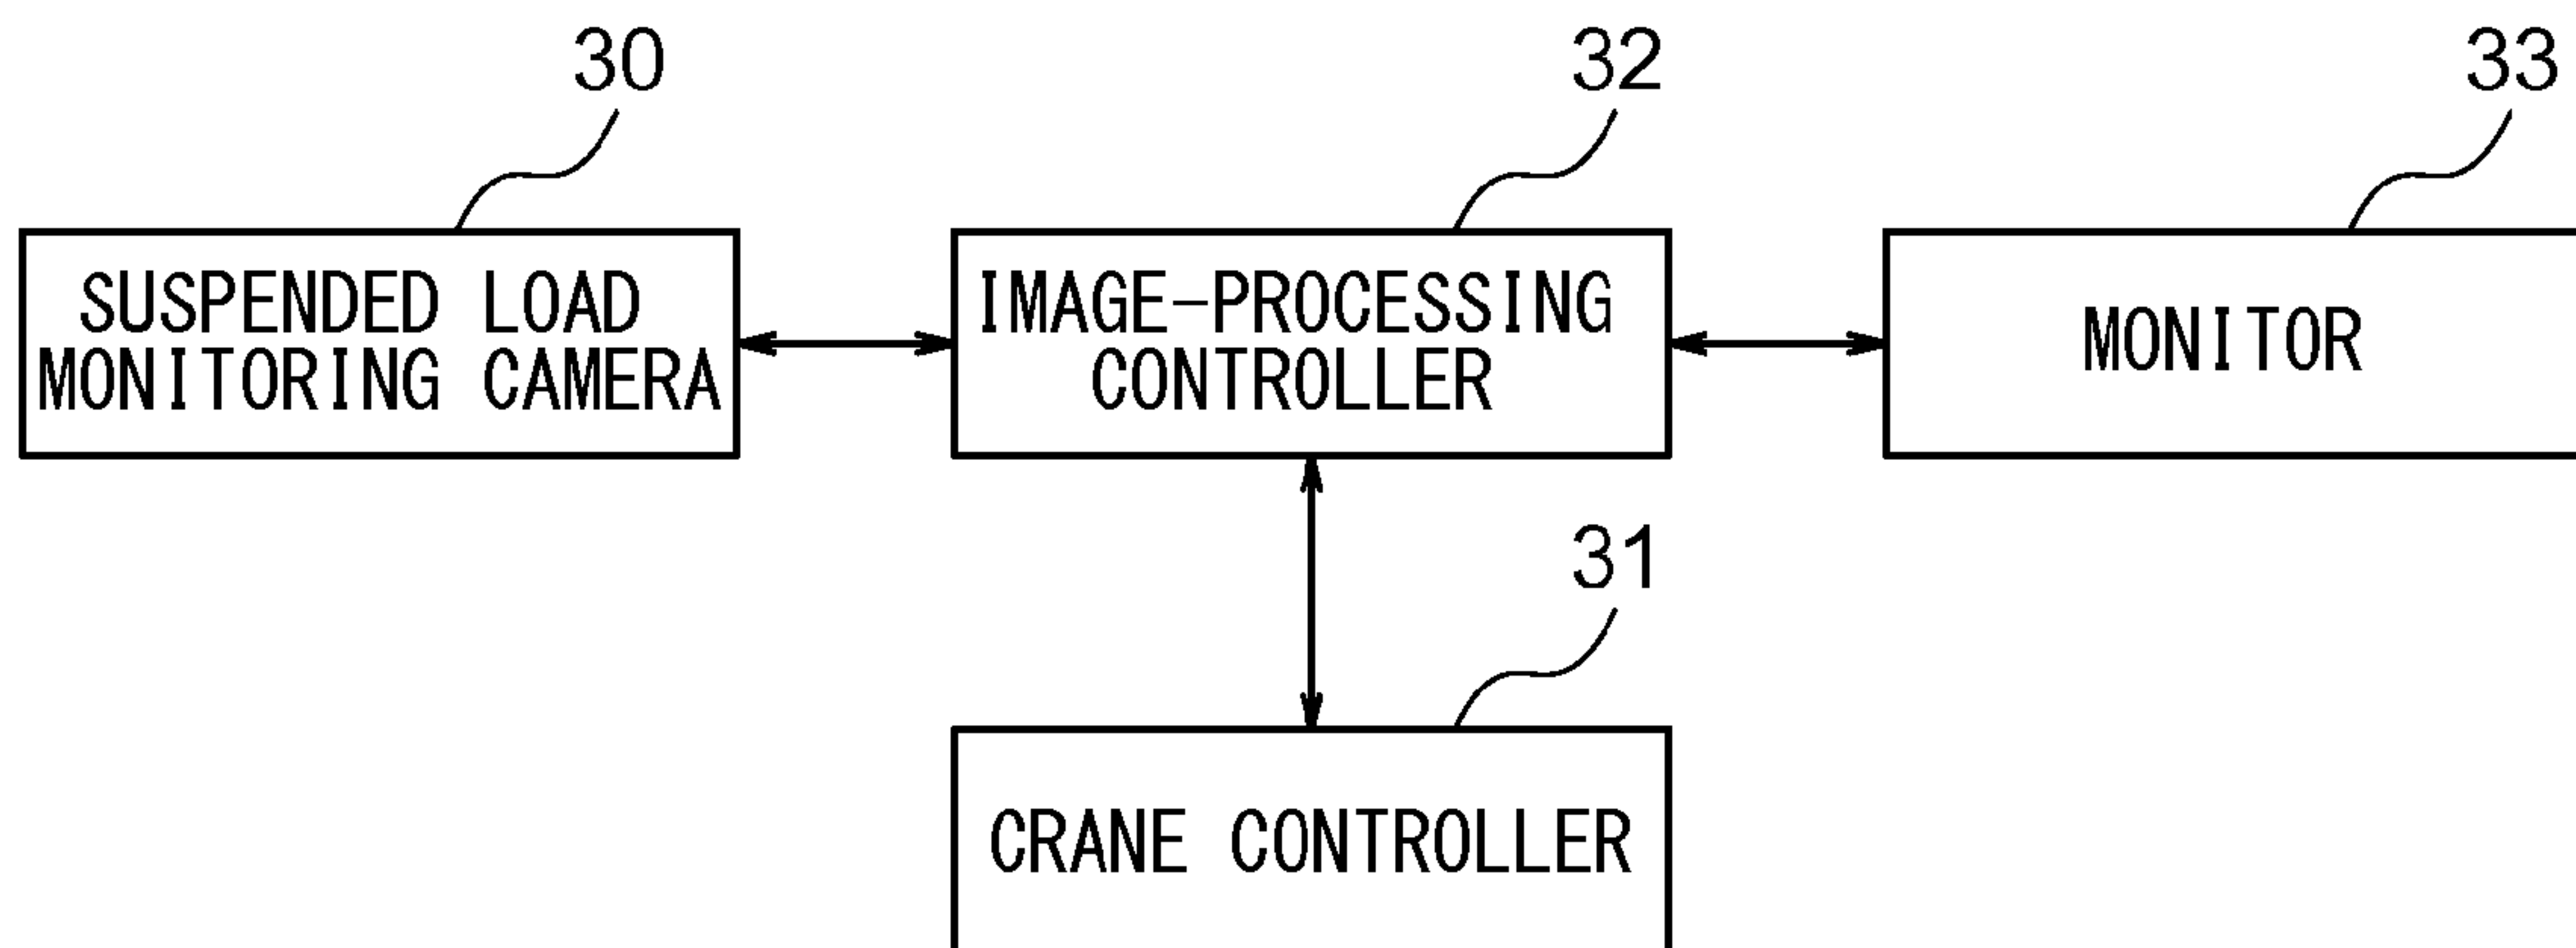 30
32
33
SUSPENDED LOAD
MONITORING CAMERA
IMAGE-PROCESSING
CONTROLLER
MONITOR
31
CRANE CONTROLLER